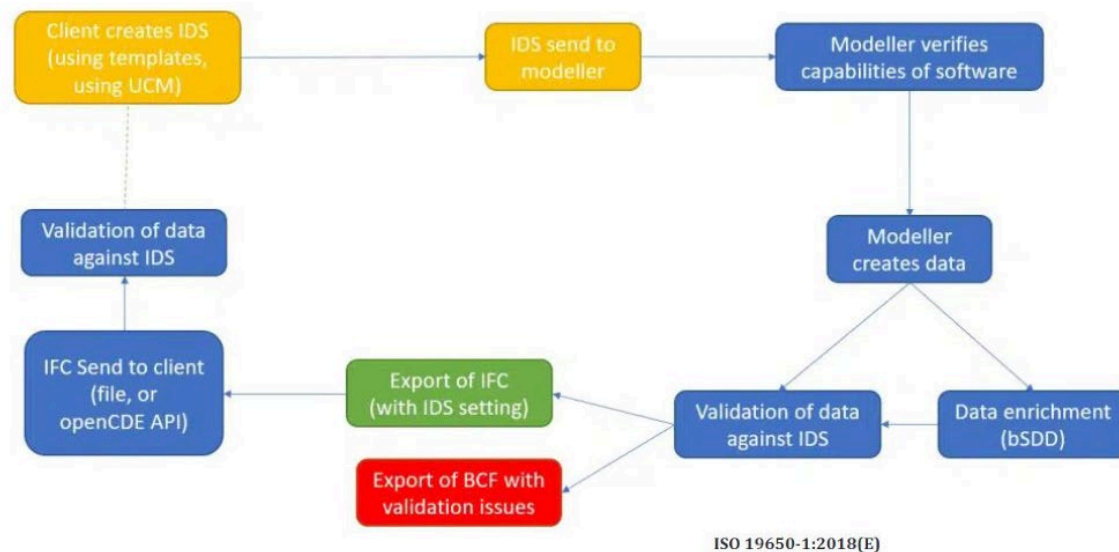 Client creates IDS
(using templates,
using UCM)
IDS send to
modeller
Modeller verifies
capabilities of software
Modeller
creates data
Validation of data
against IDS
IFC Send to client
(file, or
openCDE API)
Export of IFC
(with IDS setting)
Validation of data
against IDS
Data enrichment
(bSDD)
Export of BCF with
validation issues
ISO 19650-1:2018(E)